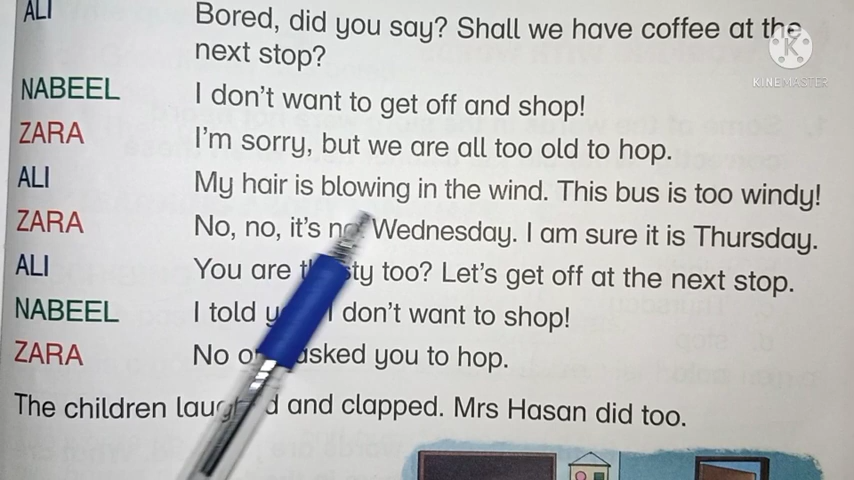 ALI Bored, did you say? Shall we have coffee at the
next stop?
NABEEL I don't want to get off and shop!
ZARA I'm sorry, but we are all too old to hop.
ALI My hair is blowing in the wind. This bus is too windy!
ZARA No, no, it's not Wednesday. I am sure it is Thursday.
ALI You are too? Let's get off at the next stop.
NABEEL I told I don't want to shop!
ZARA No asked you to hop.
The children and clapped. Mrs Hasan did too.
KINEMASTER